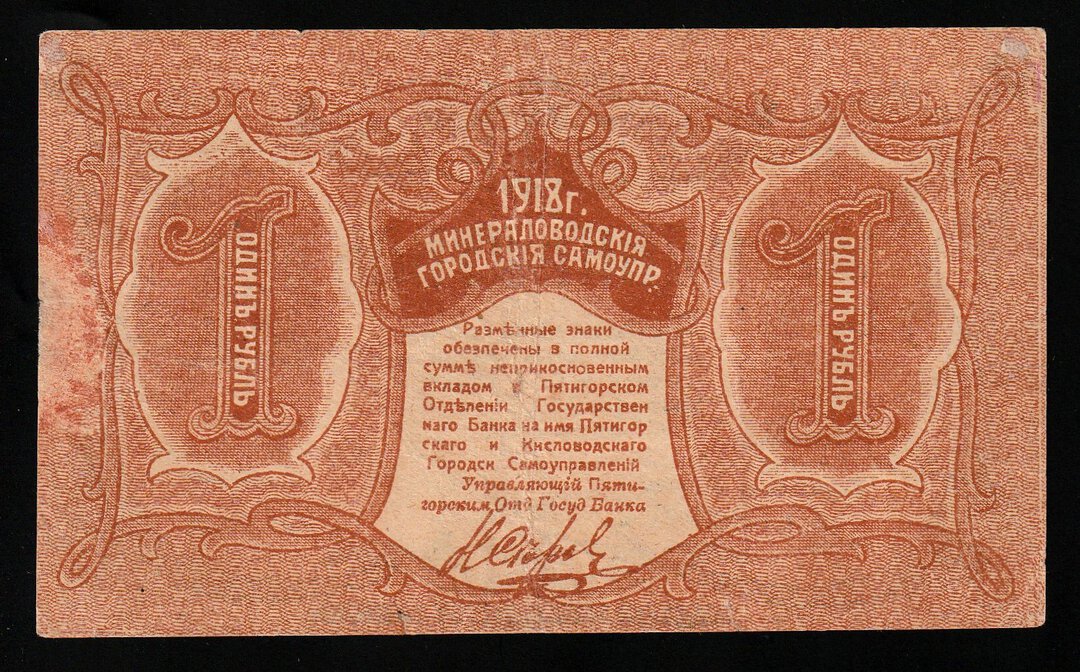 1918 г.
МИНЕРАЛОВОДСКІЯ
ГОРОДСКІЯ САМОУПР.
1
ОДИНЪ РУБЛЬ
1
ОДИНЪ РУБЛЬ
Размѣнные знаки
обезпечены в полной
суммѣ неприкосновенным
вкладом в Пятигорском
Отдѣленіи Государствен
наго Банка на имя Пятигор
скаго и Кисловодскаго
Городск Самоуправленій
Управляющій Пяти-
горским Отд Госуд Банка